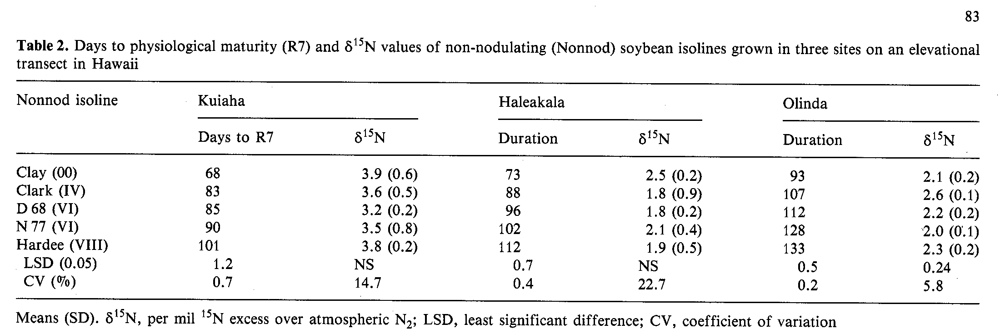 83
Table 2. Days to physiological maturity (R7) and δ¹⁵N values of non-nodulating (Nonnod) soybean isolines grown in three sites on an elevational
transect in Hawaii
Nonnod isoline Kuiaha Haleakala Olinda
Days to R7 δ¹⁵N Duration δ¹⁵N Duration δ¹⁵N
Clay (00) 68 3.9 (0.6) 73 2.5 (0.2) 93 2.1 (0.2)
Clark (IV) 83 3.6 (0.5) 88 1.8 (0.9) 107 2.6 (0.1)
D 68 (VI) 85 3.2 (0.2) 96 1.8 (0.2) 112 2.2 (0.2)
N 77 (VI) 90 3.5 (0.8) 102 2.1 (0.4) 128 2.0 (0.1)
Hardee (VIII) 101 3.8 (0.2) 112 1.9 (0.5) 133 2.3 (0.2)
LSD (0.05) 1.2 NS 0.7 NS 0.5 0.24
CV (%) 0.7 14.7 0.4 22.7 0.2 5.8
Means (SD). δ¹⁵N, per mil ¹⁵N excess over atmospheric N₂; LSD, least significant difference; CV, coefficient of variation